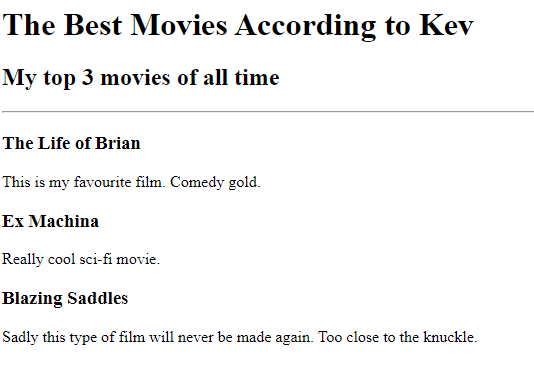 The Best Movies According to Kev
My top 3 movies of all time
The Life of Brian
This is my favourite film. Comedy gold.
Ex Machina
Really cool sci-fi movie.
Blazing Saddles
Sadly this type of film will never be made again. Too close to the knuckle.